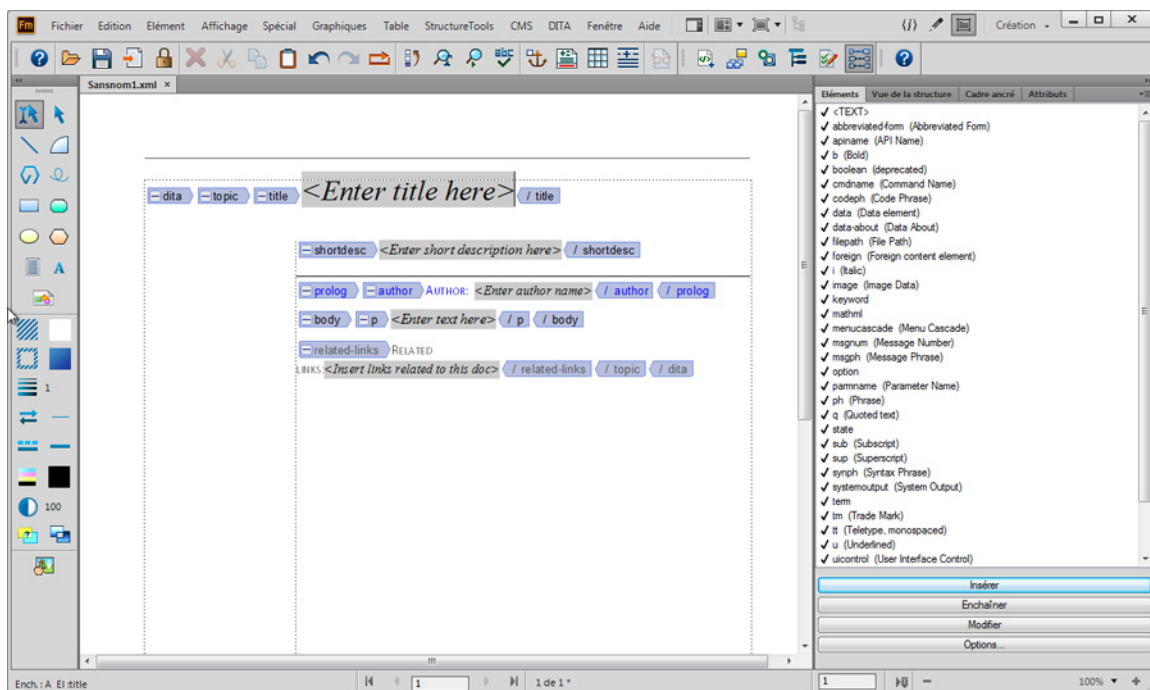 Fm Fichier Edition Elément Affichage Spécial Graphiques Table StructureTools CMS DITA Fenêtre Aide Création
Sansnom1.xml ×
dita topic title <Enter title here> / title
shortdesc <Enter short description here> / shortdesc
prolog author AUTHOR: <Enter author name> / author / prolog
body p <Enter text here> / p / body
related-links RELATED
LINKS:<Insert links related to this doc> / related-links / topic / dita
1
100
Eléments Vue de la structure Cadre ancré Attributs
<TEXT>
abbreviated-form (Abbreviated Form)
apiname (API Name)
b (Bold)
boolean (deprecated)
cmdname (Command Name)
codeph (Code Phrase)
data (Data element)
data-about (Data About)
filepath (File Path)
foreign (Foreign content element)
i (Italic)
image (Image Data)
keyword
mathml
menucascade (Menu Cascade)
msgnum (Message Number)
msgph (Message Phrase)
option
parmname (Parameter Name)
ph (Phrase)
q (Quoted text)
state
sub (Subscript)
sup (Superscript)
synph (Syntax Phrase)
systemoutput (System Output)
term
tm (Trade Mark)
tt (Teletype, monospaced)
u (Underlined)
uicontrol (User Interface Control)
Insérer
Enchaîner
Modifier
Options...
Ench. : A El :title 1 1 de 1 * 1 100%